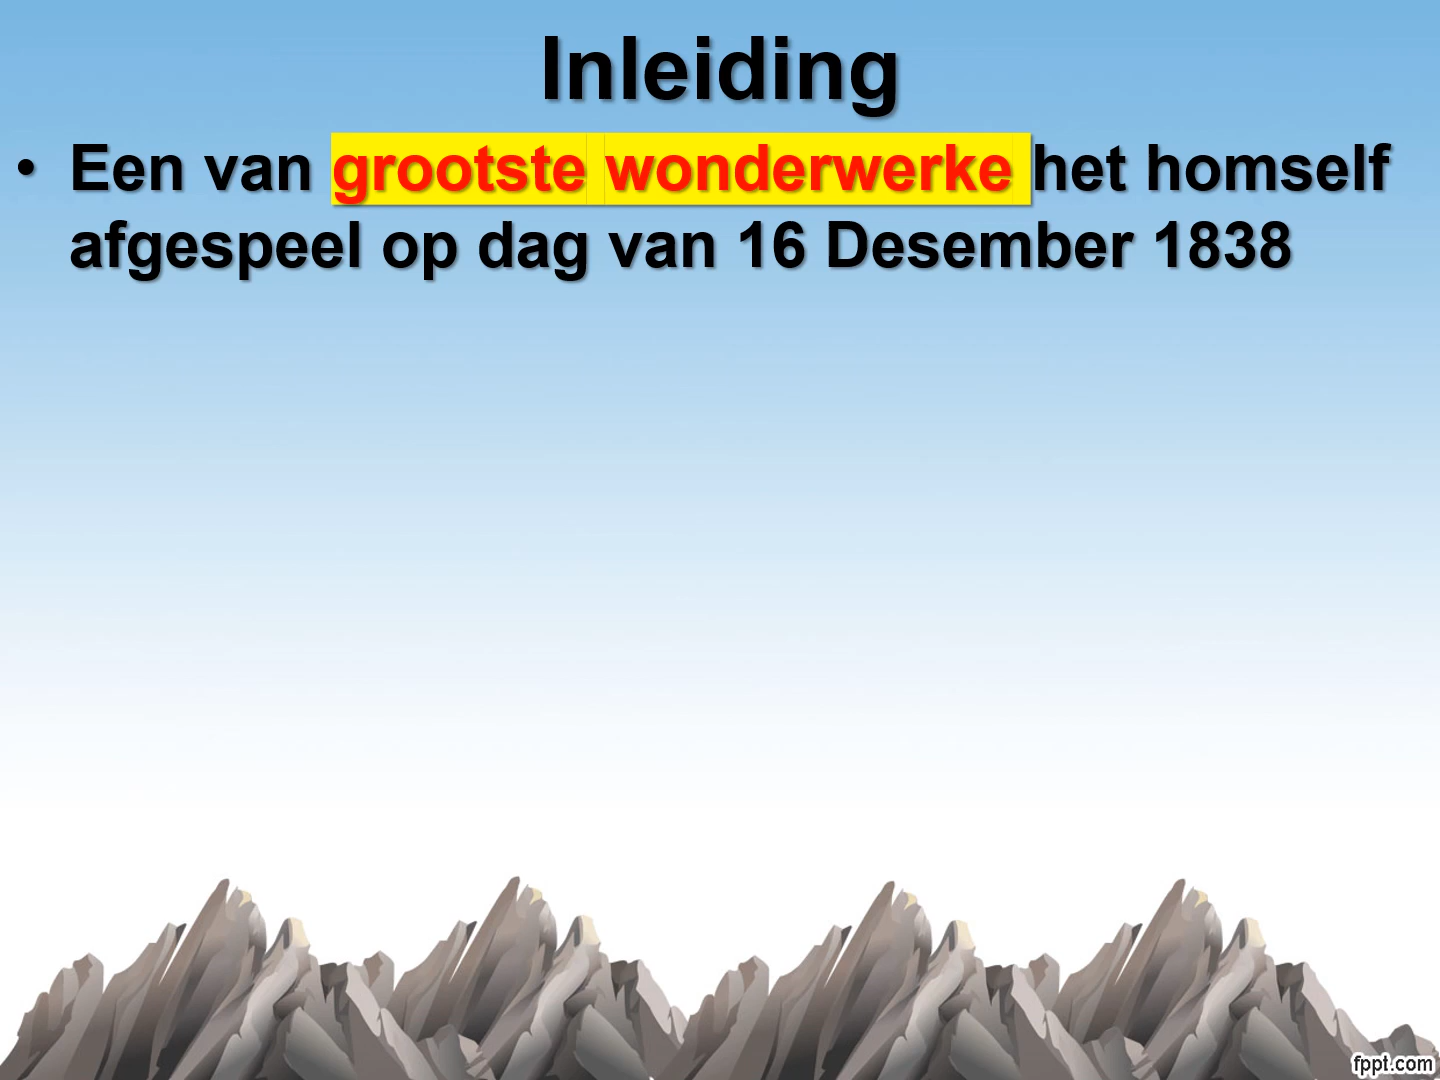 Inleiding
• Een van grootste wonderwerke het homself
afgespeel op dag van 16 Desember 1838
fppt.com